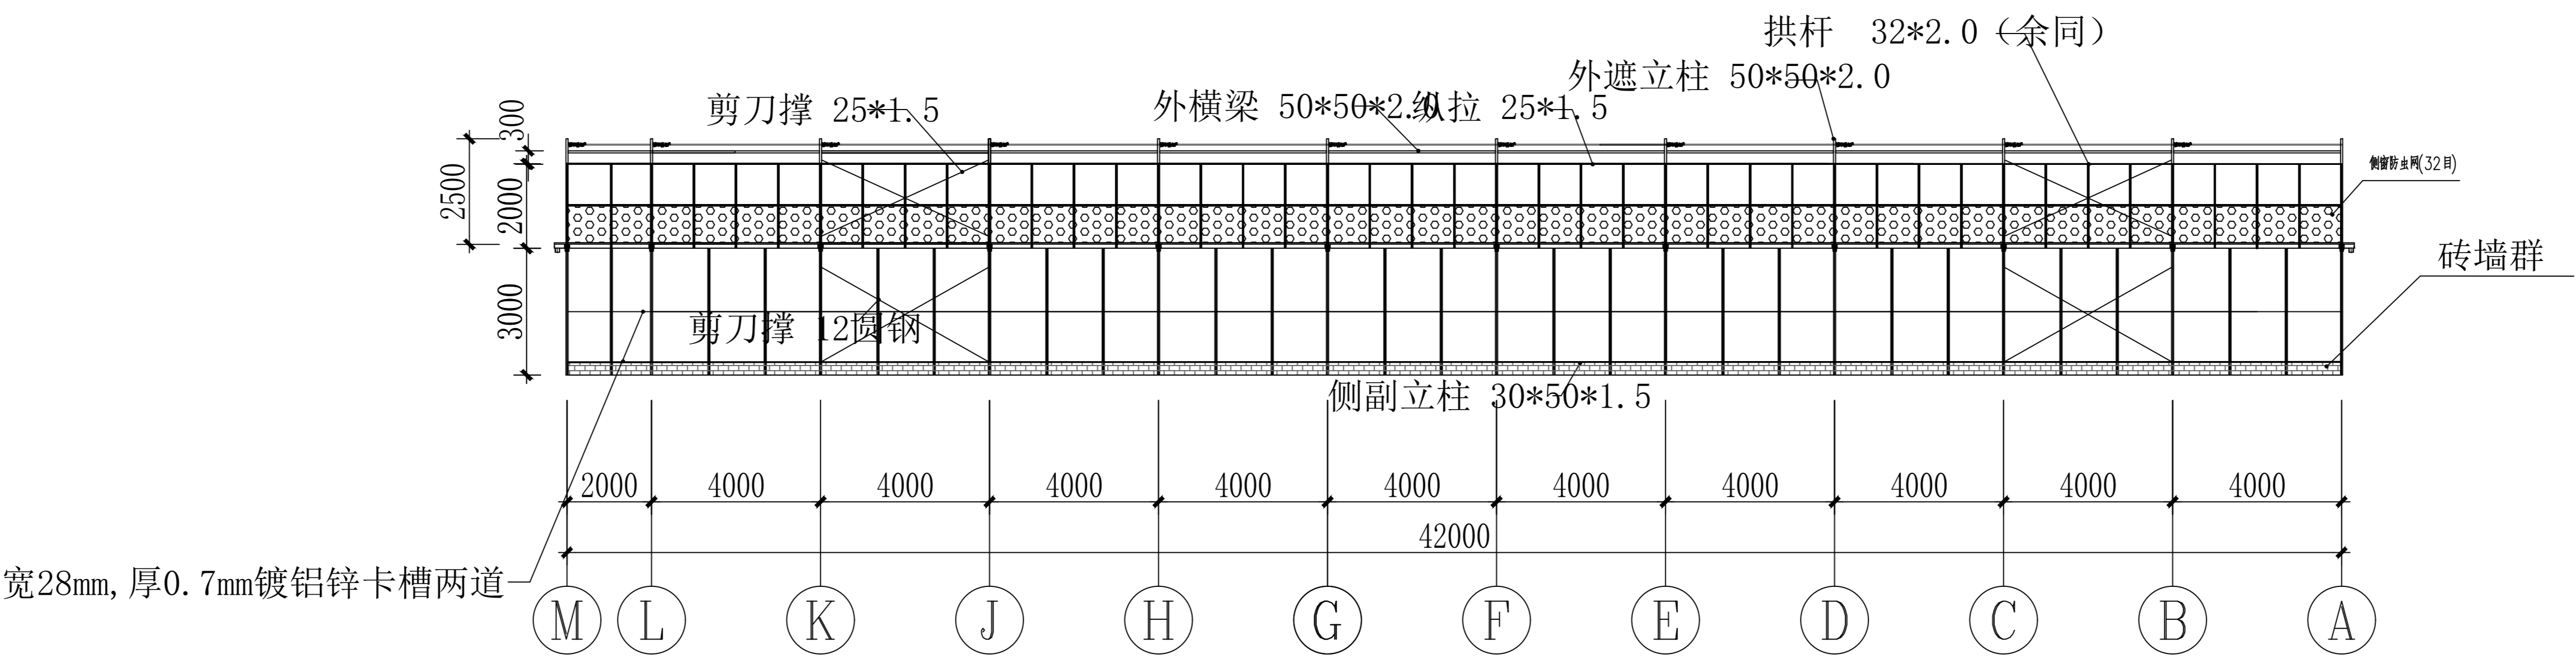 拱杆 32*2.0（余同）
外遮立柱 50*50*2.0
剪刀撑 25*1.5
外横梁 50*50*2.0
纵拉 25*1.5
300
2500
2000
3000
侧窗防虫网(32目)
砖墙群
剪刀撑 12圆钢
侧副立柱 30*50*1.5
2000 4000 4000 4000 4000 4000 4000 4000 4000 4000 4000
42000
宽28mm,厚0.7mm镀铝锌卡槽两道
M L K J H G F E D C B A